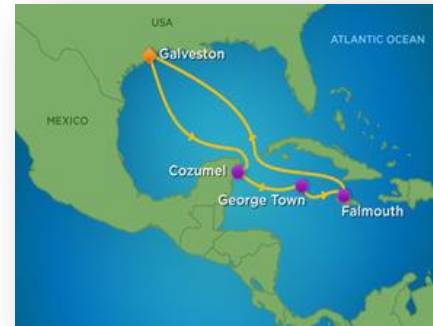 USA
ATLANTIC OCEAN
Galveston
MEXICO
Cozumel
George Town
Falmouth